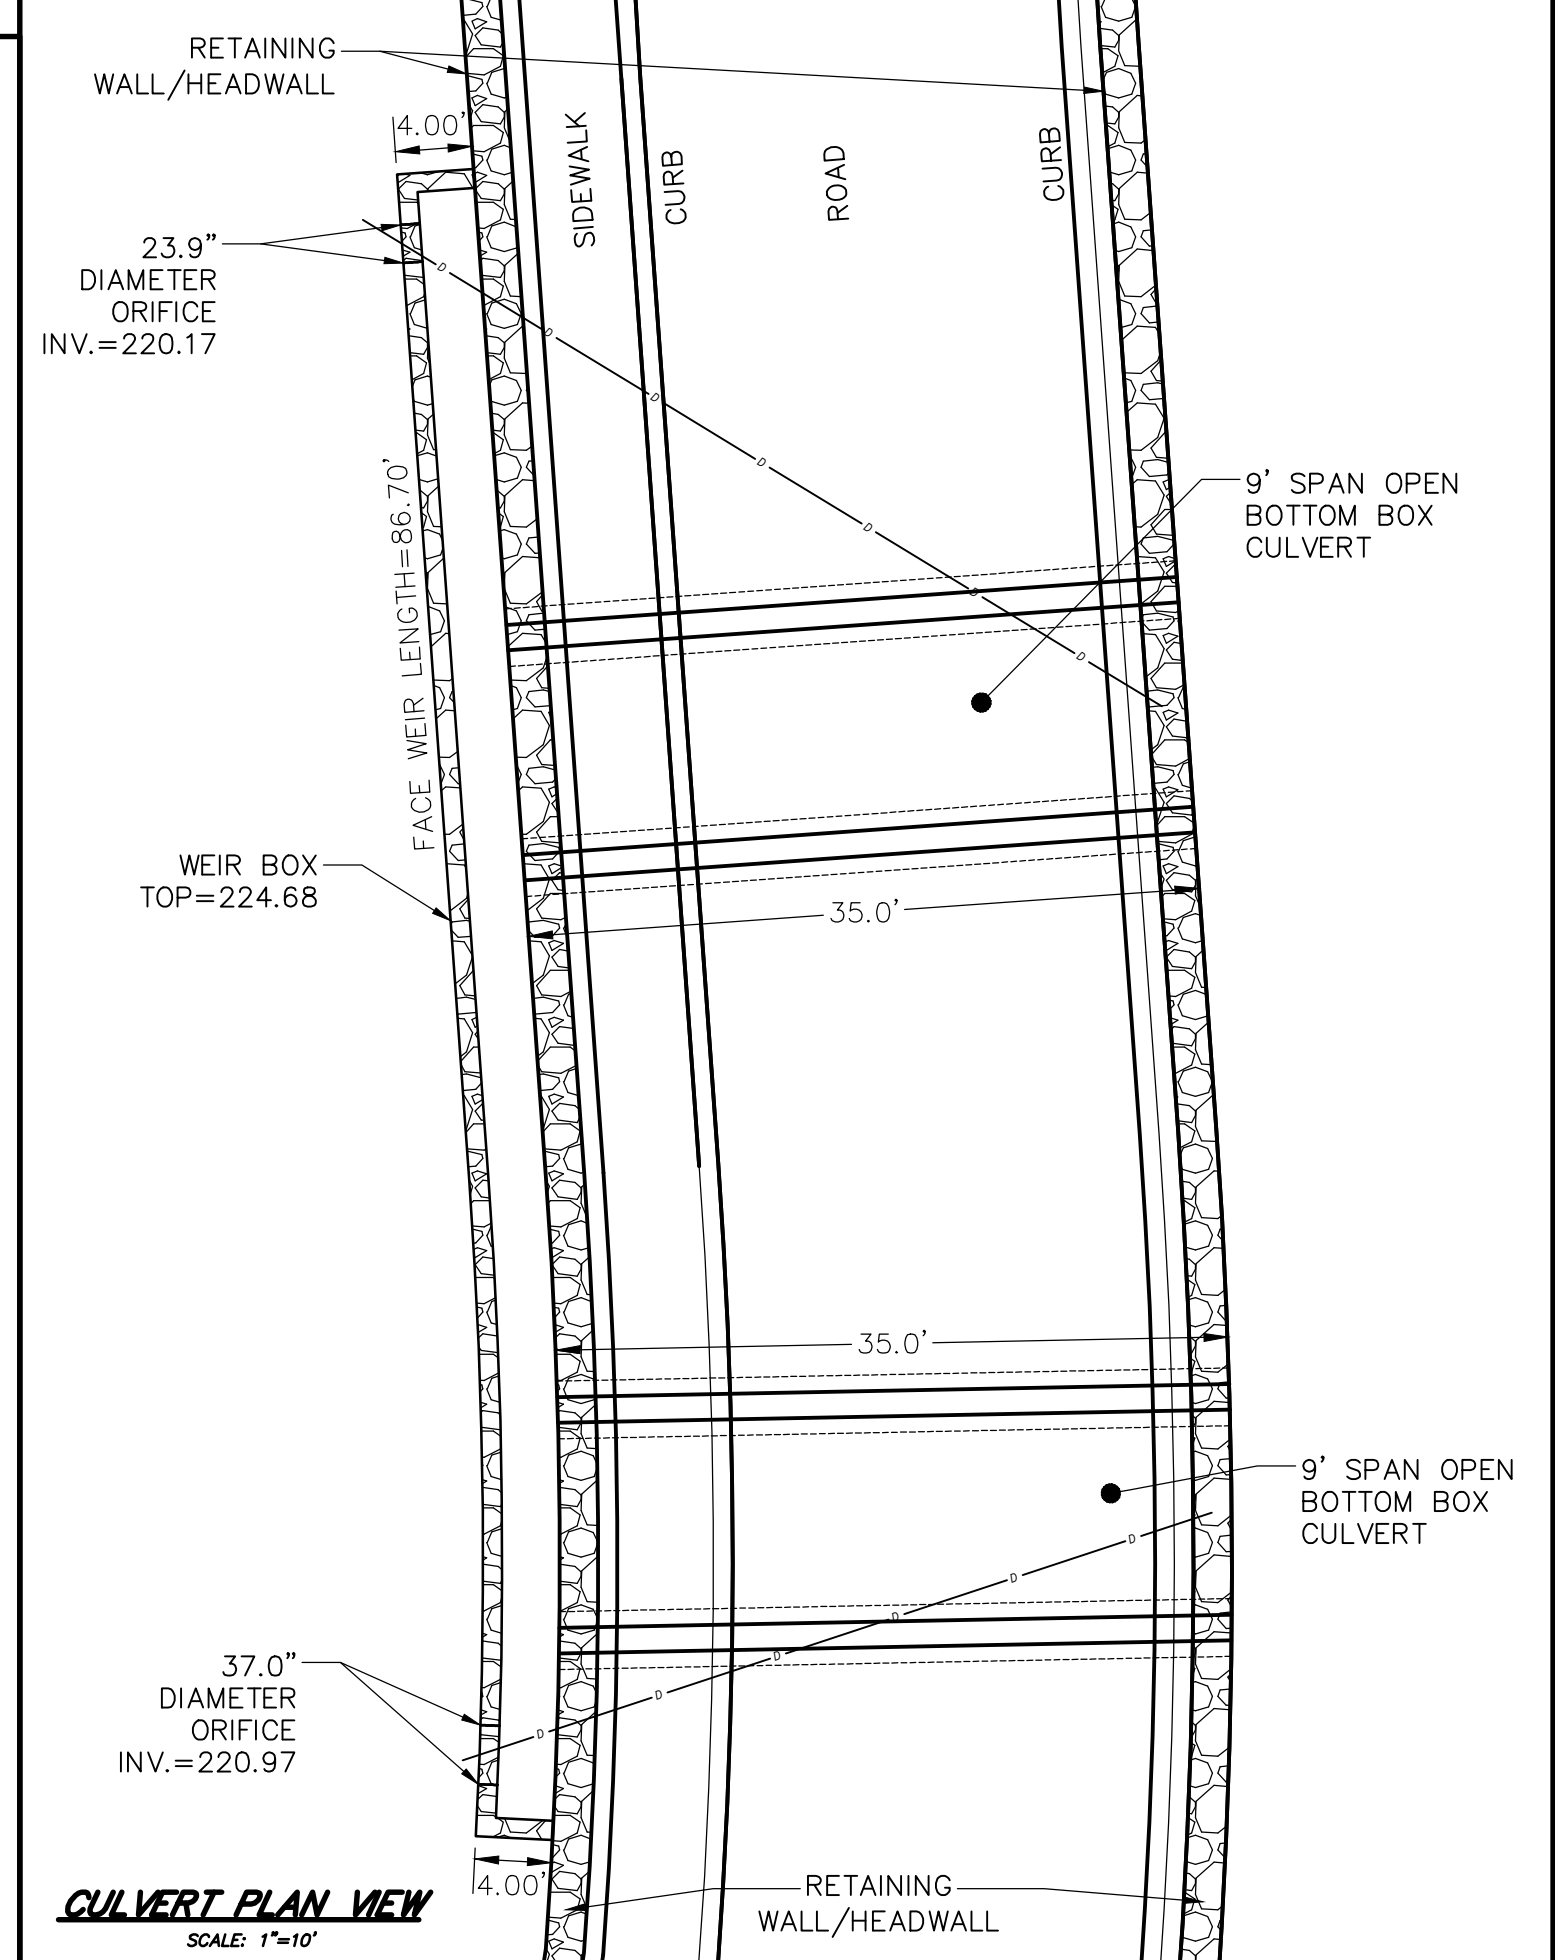 RETAINING
WALL/HEADWALL
4.00'
SIDEWALK
CURB
ROAD
CURB
23.9"
DIAMETER
ORIFICE
INV.=220.17
D
D
D
D
D
D
D
FACE WEIR LENGTH=86.70'
9' SPAN OPEN
BOTTOM BOX
CULVERT
WEIR BOX
TOP=224.68
35.0'
35.0'
9' SPAN OPEN
BOTTOM BOX
CULVERT
D
D
D
D
D
D
37.0"
DIAMETER
ORIFICE
INV.=220.97
4.00'
RETAINING
WALL/HEADWALL
CULVERT PLAN VIEW
SCALE: 1"=10'